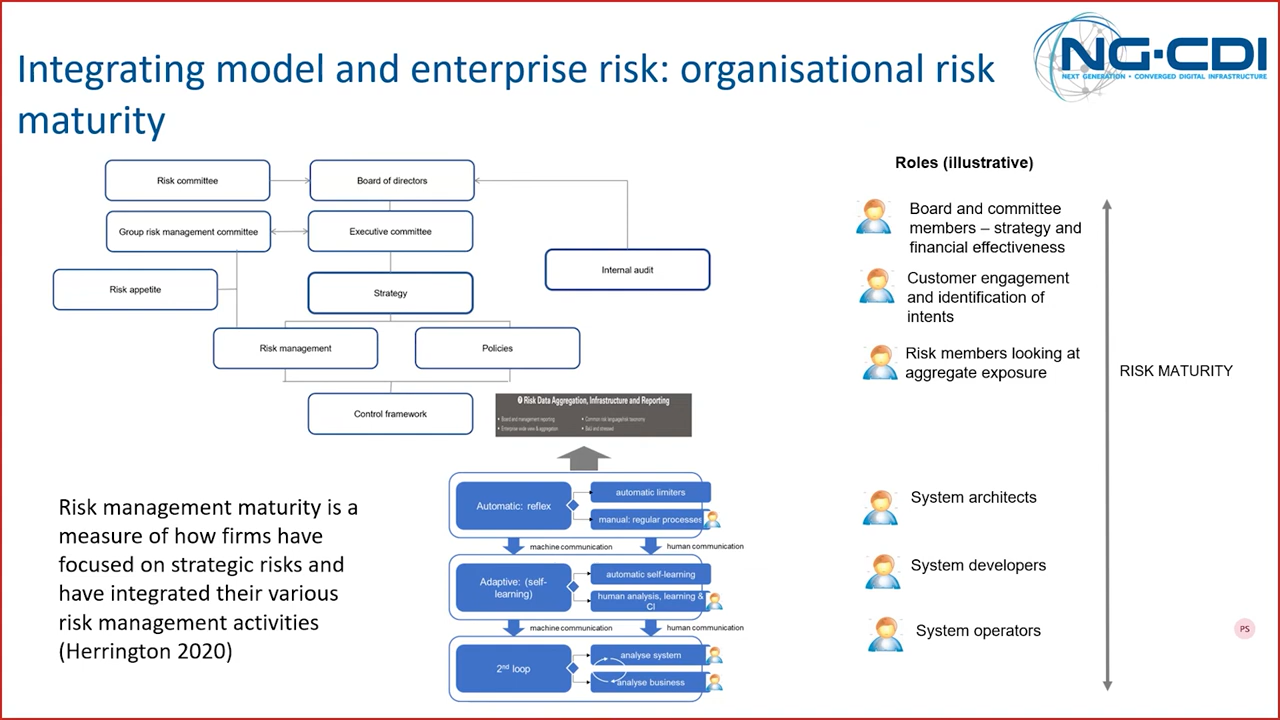 Integrating model and enterprise risk: organisational risk
maturity
NG-CDI
NEXT GENERATION • CONVERGED DIGITAL INFRASTRUCTURE
Risk committee
Board of directors
Group risk management committee
Executive committee
Internal audit
Risk appetite
Strategy
Risk management
Policies
Control framework
Risk Data Aggregation, Infrastructure and Reporting
• Board and management reporting
• Common risk language/risk taxonomy
• Enterprise-wide view & aggregation
• BAU and stressed
Automatic: reflex
automatic limiters
manual: regular processes
machine communication
human communication
Adaptive: (self-
learning)
automatic self-learning
human analysis, learning &
CI
machine communication
human communication
2nd loop
analyse system
analyse business
Risk management maturity is a
measure of how firms have
focused on strategic risks and
have integrated their various
risk management activities
(Herrington 2020)
Roles (illustrative)
Board and committee
members – strategy and
financial effectiveness
Customer engagement
and identification of
intents
Risk members looking at
aggregate exposure
System architects
System developers
System operators
RISK MATURITY
PS